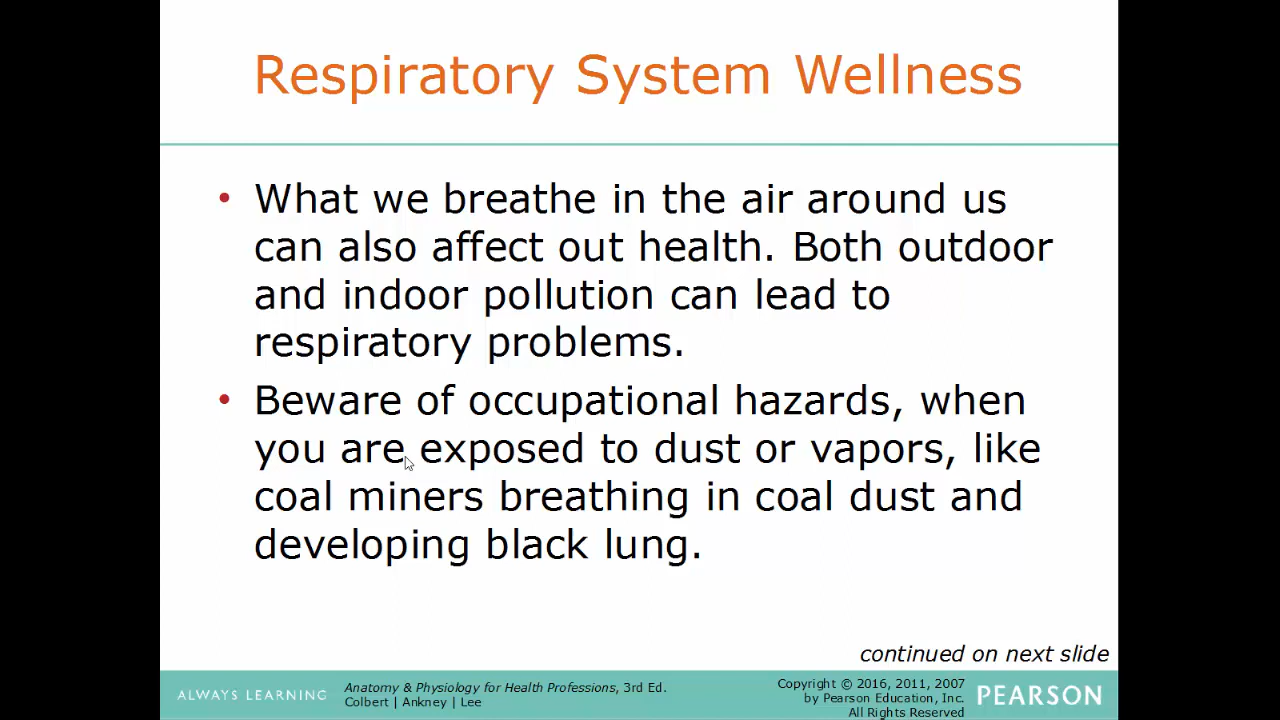 Respiratory System Wellness
• What we breathe in the air around us
can also affect out health. Both outdoor
and indoor pollution can lead to
respiratory problems.
• Beware of occupational hazards, when
you are exposed to dust or vapors, like
coal miners breathing in coal dust and
developing black lung.
continued on next slide
ALWAYS LEARNING
Anatomy & Physiology for Health Professions, 3rd Ed.
Colbert | Ankney | Lee
Copyright © 2016, 2011, 2007
by Pearson Education, Inc.
All Rights Reserved
PEARSON